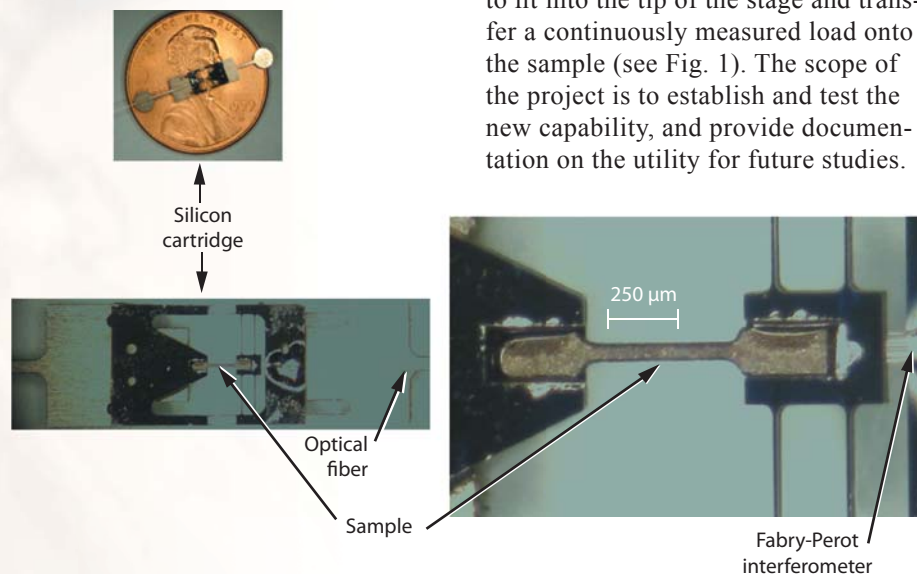 to fit into the tip of the stage and trans-
fer a continuously measured load onto
the sample (see Fig. 1). The scope of
the project is to establish and test the
new capability, and provide documen-
tation on the utility for future studies.
Silicon
cartridge
250 µm
Optical
fiber
Sample
Fabry-Perot
interferometer